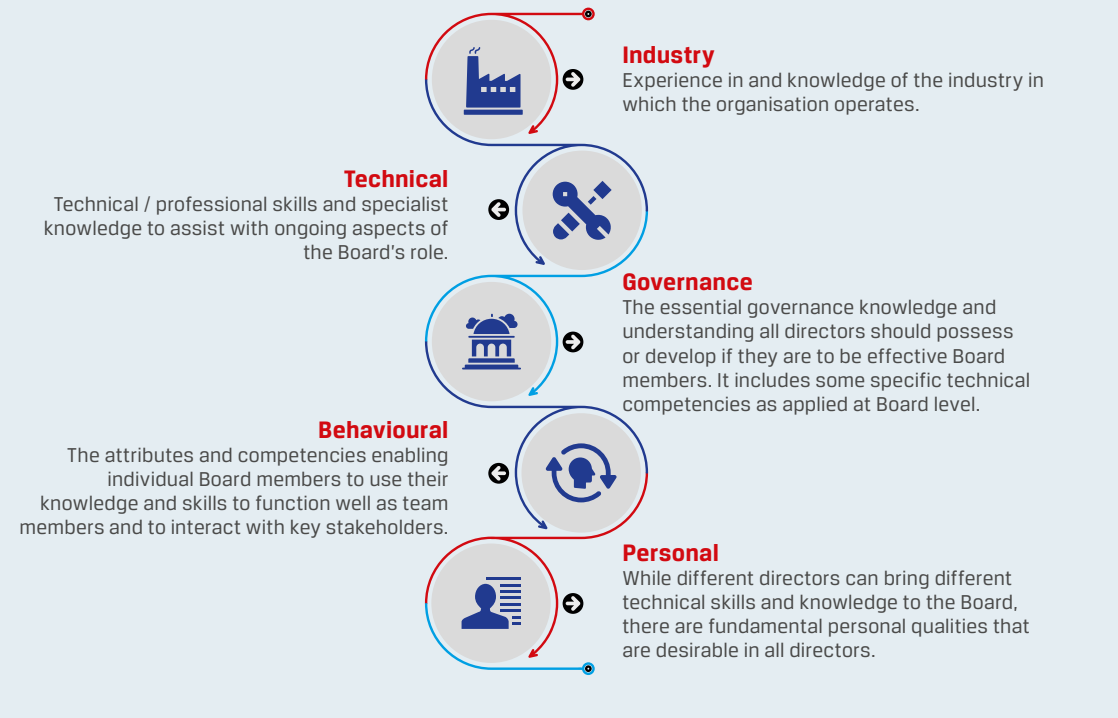 Industry
Experience in and knowledge of the industry in
which the organisation operates.
Technical
Technical / professional skills and specialist
knowledge to assist with ongoing aspects of
the Board's role.
Governance
The essential governance knowledge and
understanding all directors should possess
or develop if they are to be effective Board
members. It includes some specific technical
competencies as applied at Board level.
Behavioural
The attributes and competencies enabling
individual Board members to use their
knowledge and skills to function well as team
members and to interact with key stakeholders.
Personal
While different directors can bring different
technical skills and knowledge to the Board,
there are fundamental personal qualities that
are desirable in all directors.